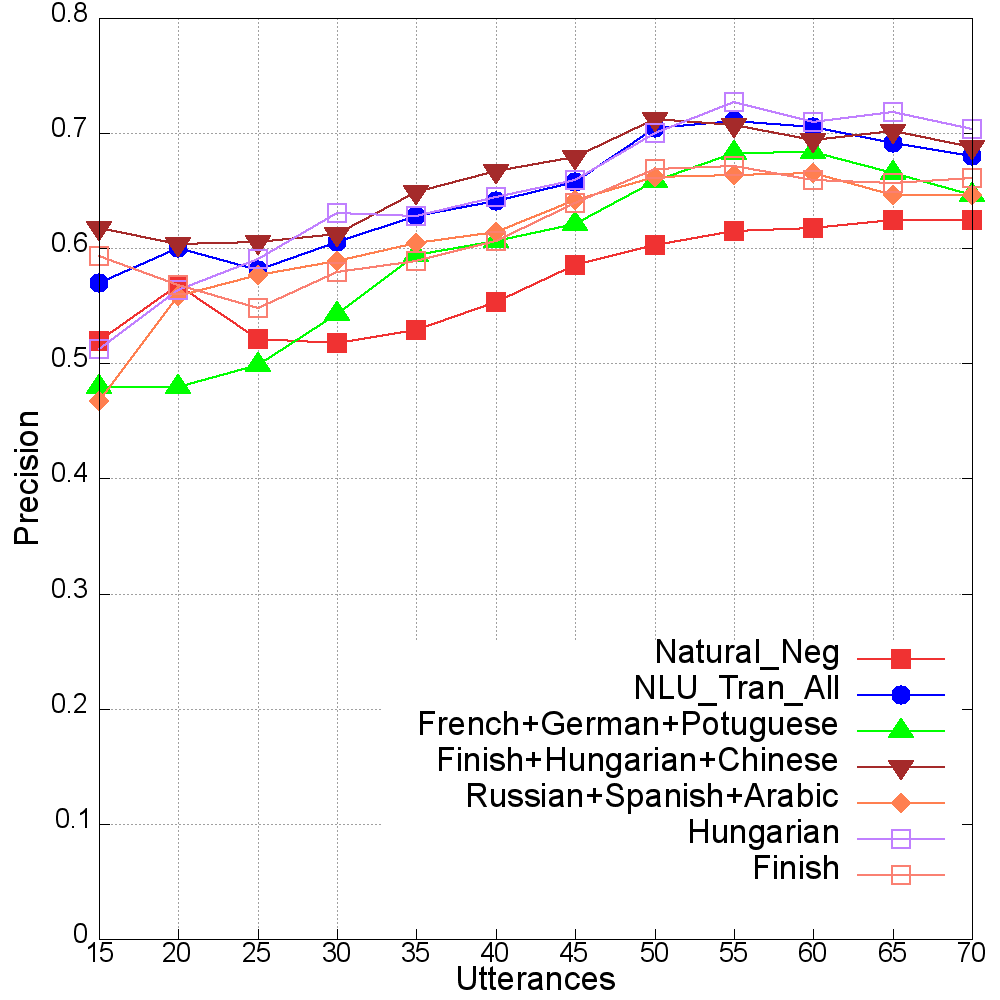 0.8
0.7
0.6
0.5
0.4
0.3
0.2
0.1
0
Precision
Natural_Neg
NLU_Tran_All
French+German+Potuguese
Finish+Hungarian+Chinese
Russian+Spanish+Arabic
Hungarian
Finish
15 20 25 30 35 40 45 50 55 60 65 70
Utterances